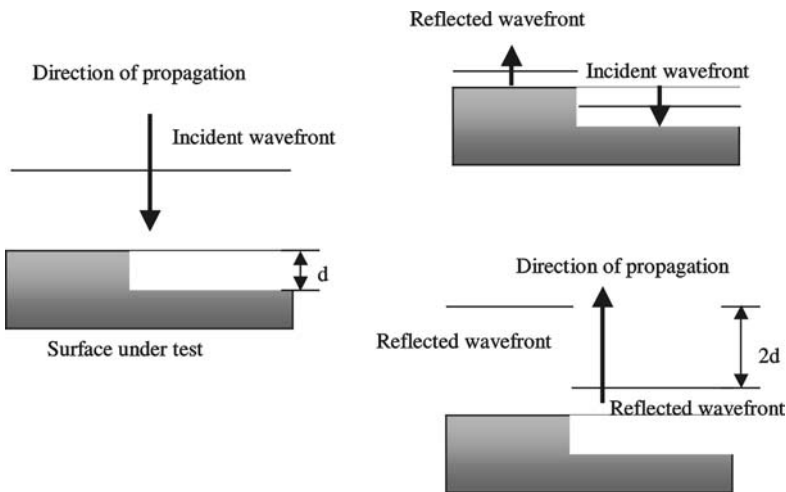 Direction of propagation
Incident wavefront
d
Surface under test
Reflected wavefront
Incident wavefront
Direction of propagation
Reflected wavefront
2d
Reflected wavefront